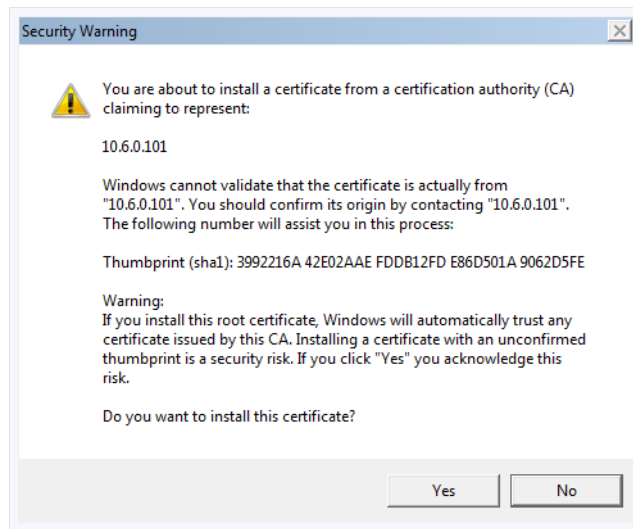 Security Warning
You are about to install a certificate from a certification authority (CA)
claiming to represent:
10.6.0.101
Windows cannot validate that the certificate is actually from
"10.6.0.101". You should confirm its origin by contacting "10.6.0.101".
The following number will assist you in this process:
Thumbprint (sha1): 3992216A 42E02AAE FDDB12FD E86D501A 9062D5FE
Warning:
If you install this root certificate, Windows will automatically trust any
certificate issued by this CA. Installing a certificate with an unconfirmed
thumbprint is a security risk. If you click "Yes" you acknowledge this
risk.
Do you want to install this certificate?
Yes
No